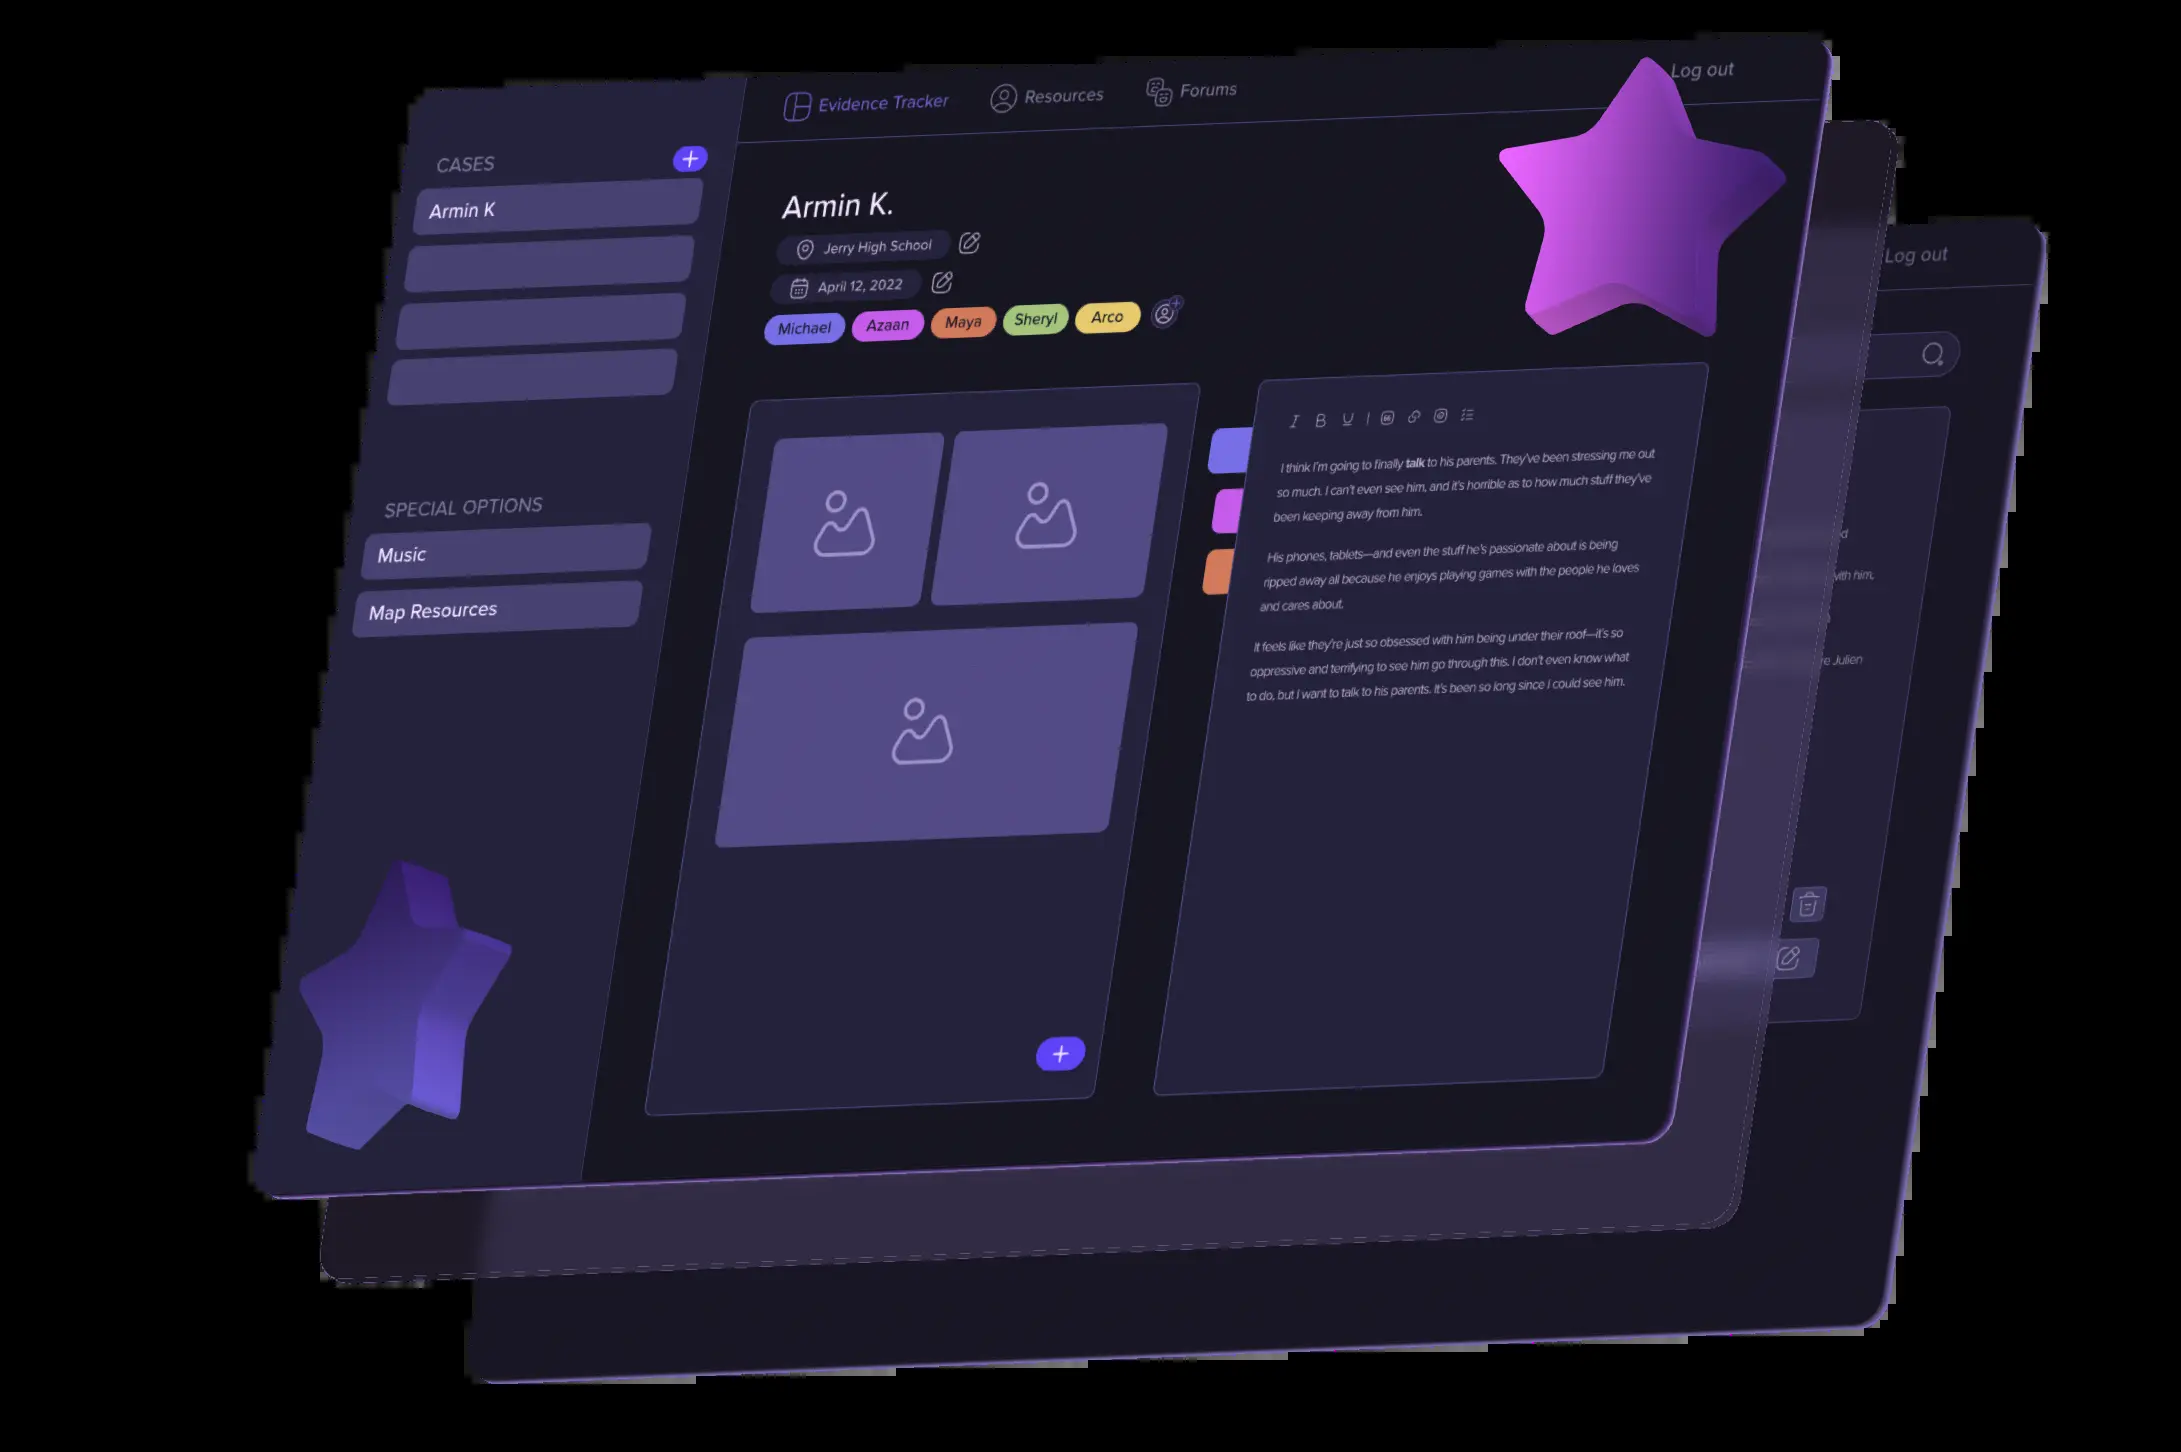 Evidence Tracker
Resources
Forums
Log out
CASES
Armin K
SPECIAL OPTIONS
Music
Map Resources
Armin K.
Jerry High School
April 12, 2022
Michael
Azaan
Maya
Sheryl
Arco
I B U
I think I'm going to finally talk to his parents. They've been stressing me out
so much. I can't even see him, and it's horrible as to how much stuff they've
been keeping away from him.
His phones, tablets—and even the stuff he's passionate about is being
ripped away all because he enjoys playing games with the people he loves
and cares about.
It feels like they're just so obsessed with him being under their roof—it's so
oppressive and terrifying to see him go through this. I don't even know what
to do, but I want to talk to his parents. It's been so long since I could see him.
Log out
with him,
Julien